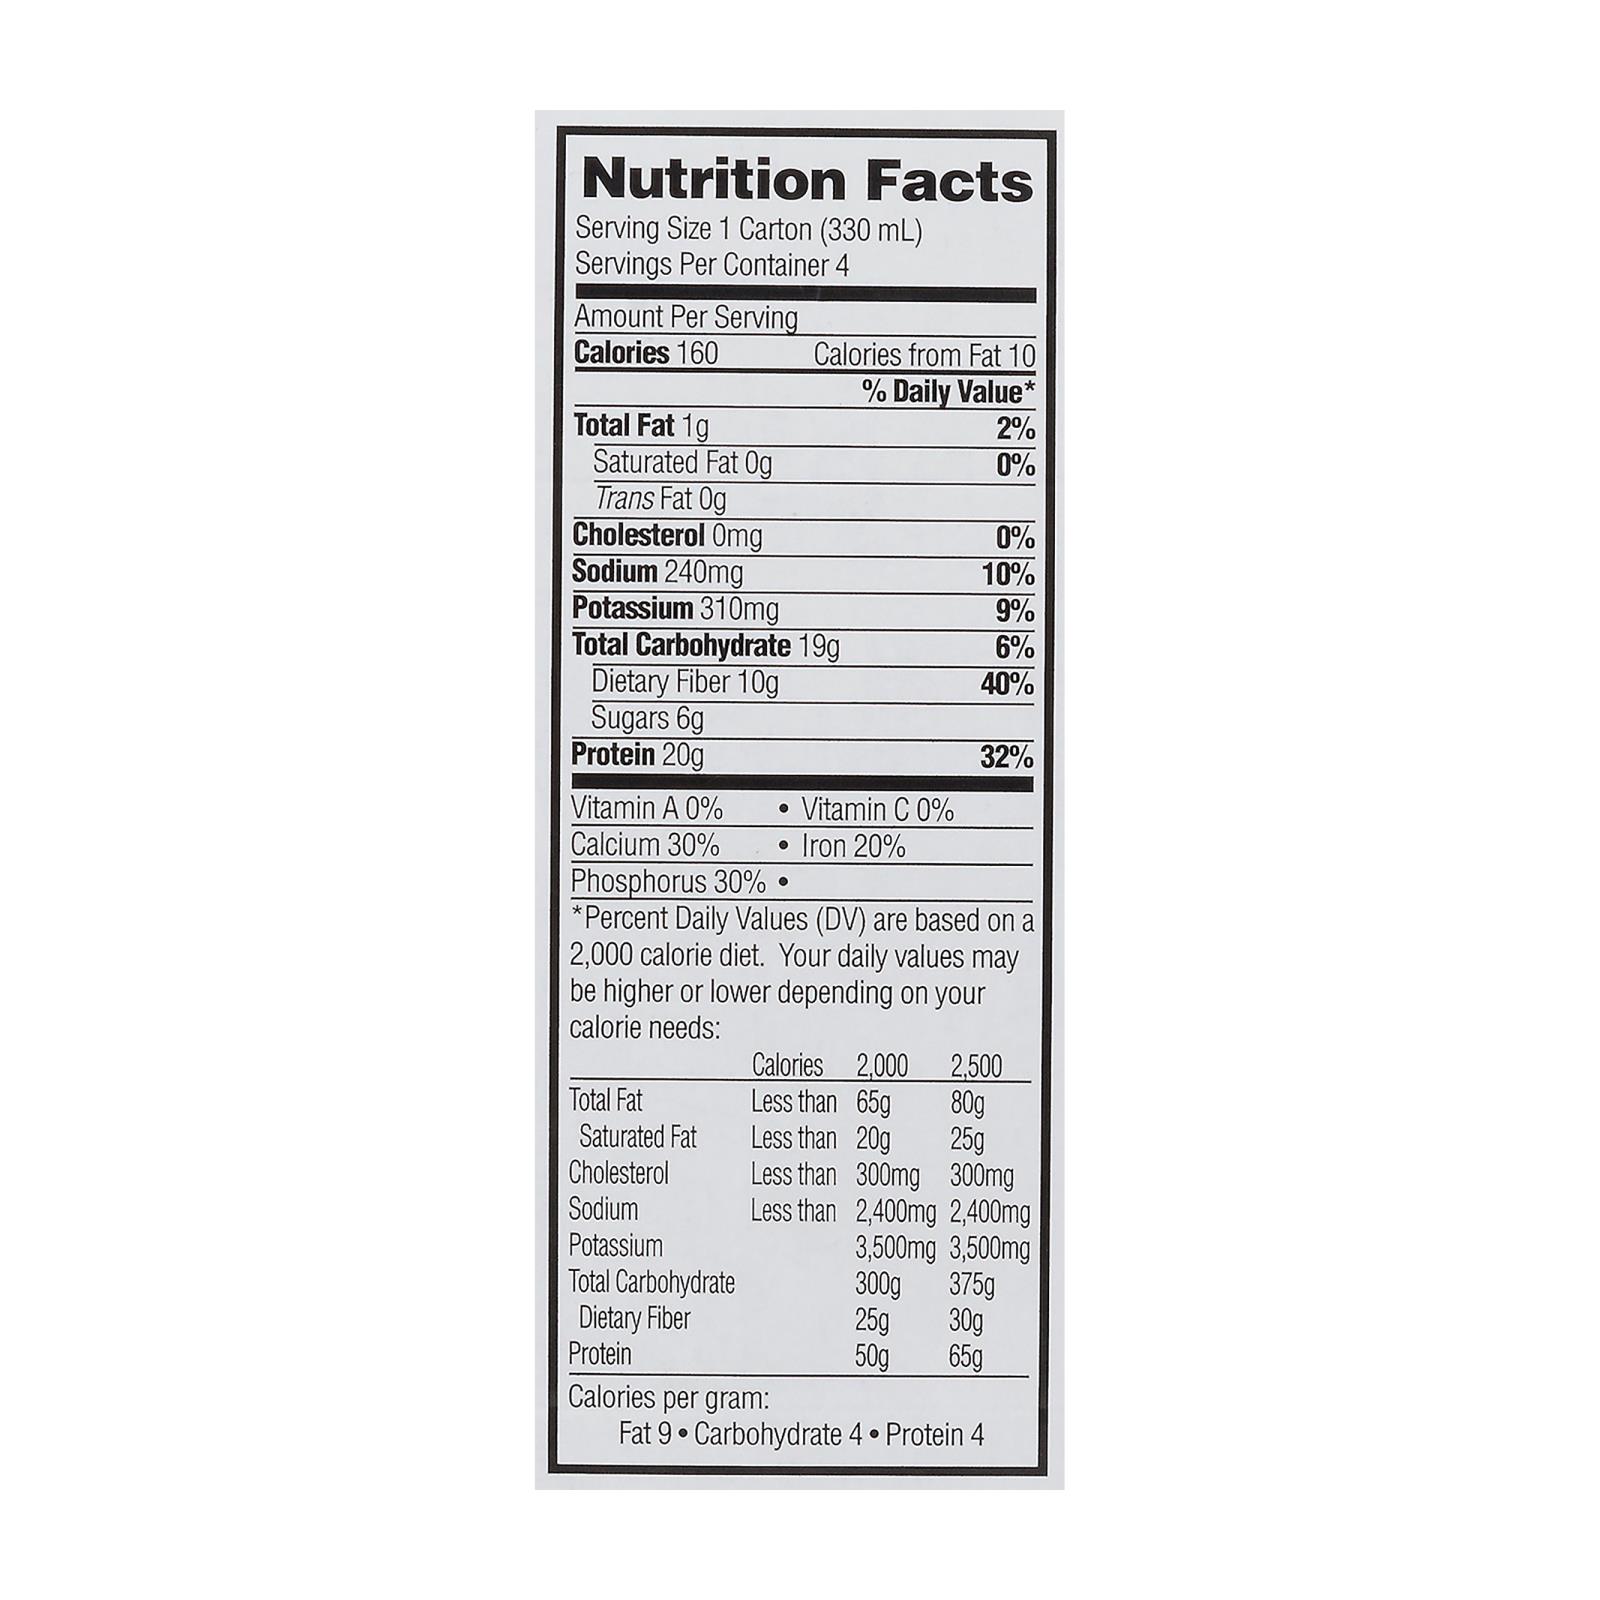 Nutrition Facts
Serving Size 1 Carton (330 mL)
Servings Per Container 4
Amount Per Serving
Calories 160 Calories from Fat 10
% Daily Value*
Total Fat 1g 2%
Saturated Fat 0g 0%
Trans Fat 0g
Cholesterol 0mg 0%
Sodium 240mg 10%
Potassium 310mg 9%
Total Carbohydrate 19g 6%
Dietary Fiber 10g 40%
Sugars 6g
Protein 20g 32%
Vitamin A 0% • Vitamin C 0%
Calcium 30% • Iron 20%
Phosphorus 30% •
*Percent Daily Values (DV) are based on a
2,000 calorie diet. Your daily values may
be higher or lower depending on your
calorie needs:
Calories 2,000 2,500
Total Fat Less than 65g 80g
Saturated Fat Less than 20g 25g
Cholesterol Less than 300mg 300mg
Sodium Less than 2,400mg 2,400mg
Potassium 3,500mg 3,500mg
Total Carbohydrate 300g 375g
Dietary Fiber 25g 30g
Protein 50g 65g
Calories per gram:
Fat 9 • Carbohydrate 4 • Protein 4